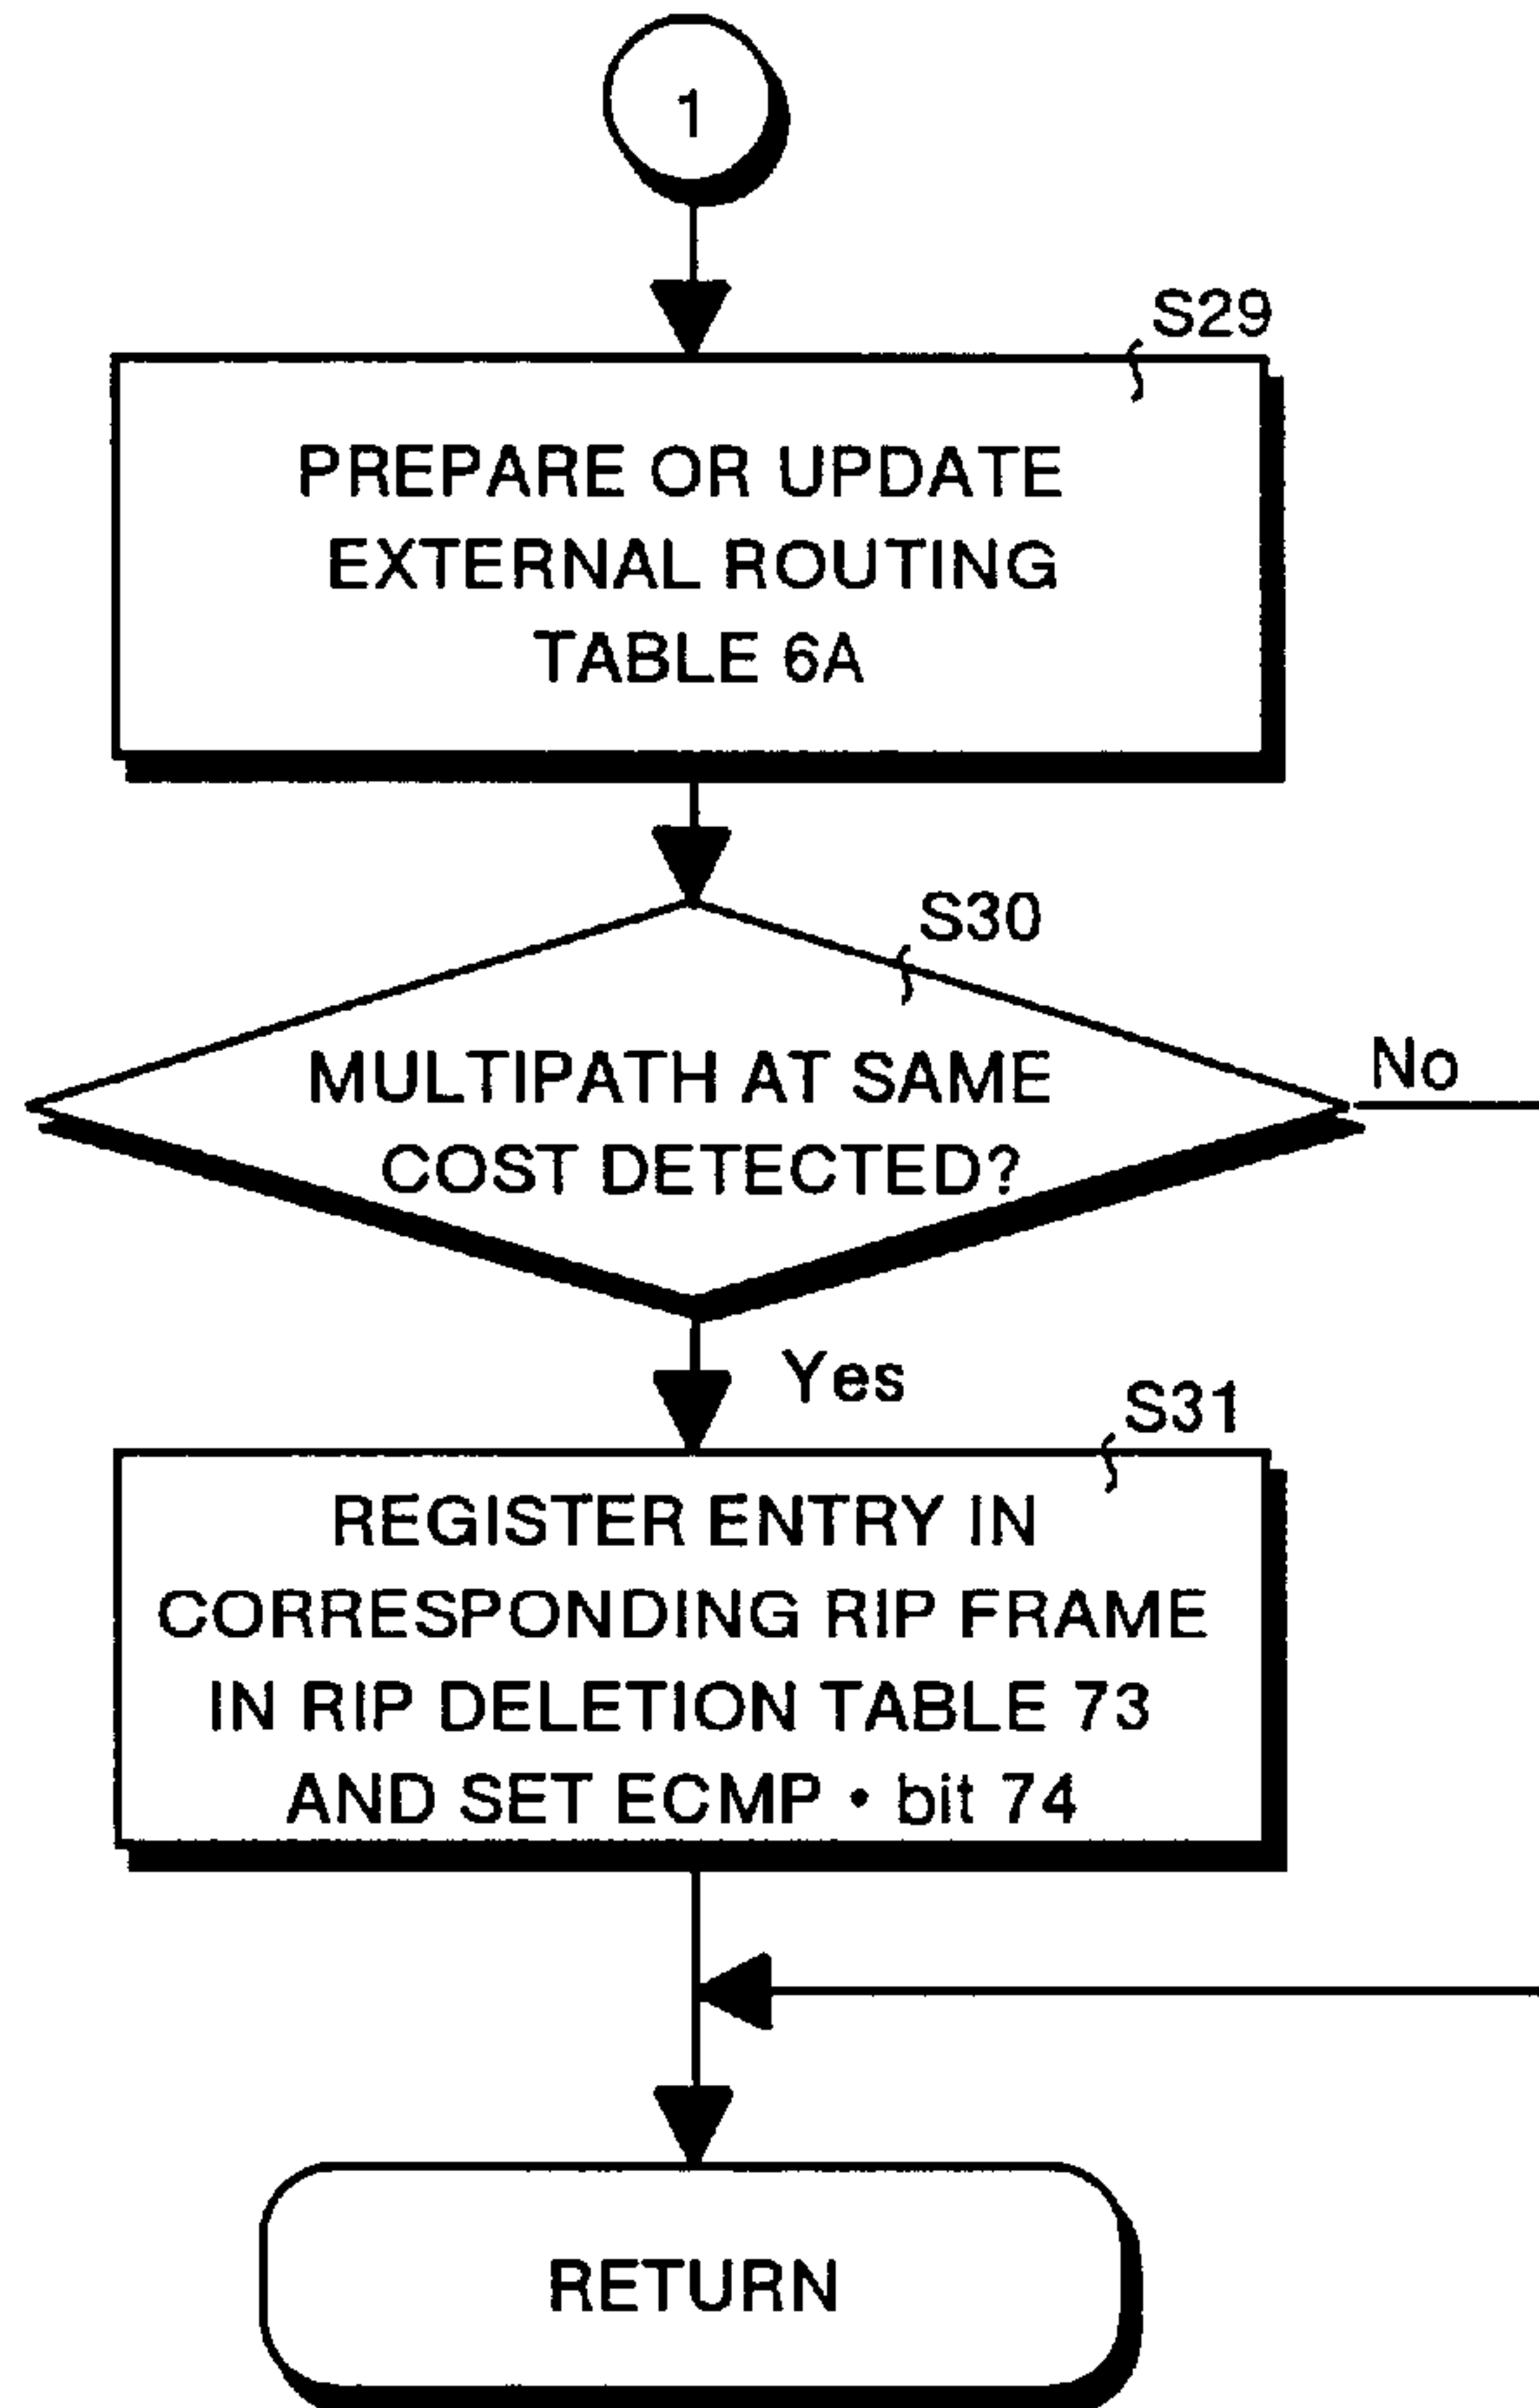 1
S29
PREPARE OR UPDATE
EXTERNAL ROUTING
TABLE 6A
S30
MULTIPATH AT SAME
COST DETECTED?
No
Yes
S31
REGISTER ENTRY IN
CORRESPONDING RIP FRAME
IN RIP DELETION TABLE 73
AND SET ECMP • bit 74
RETURN